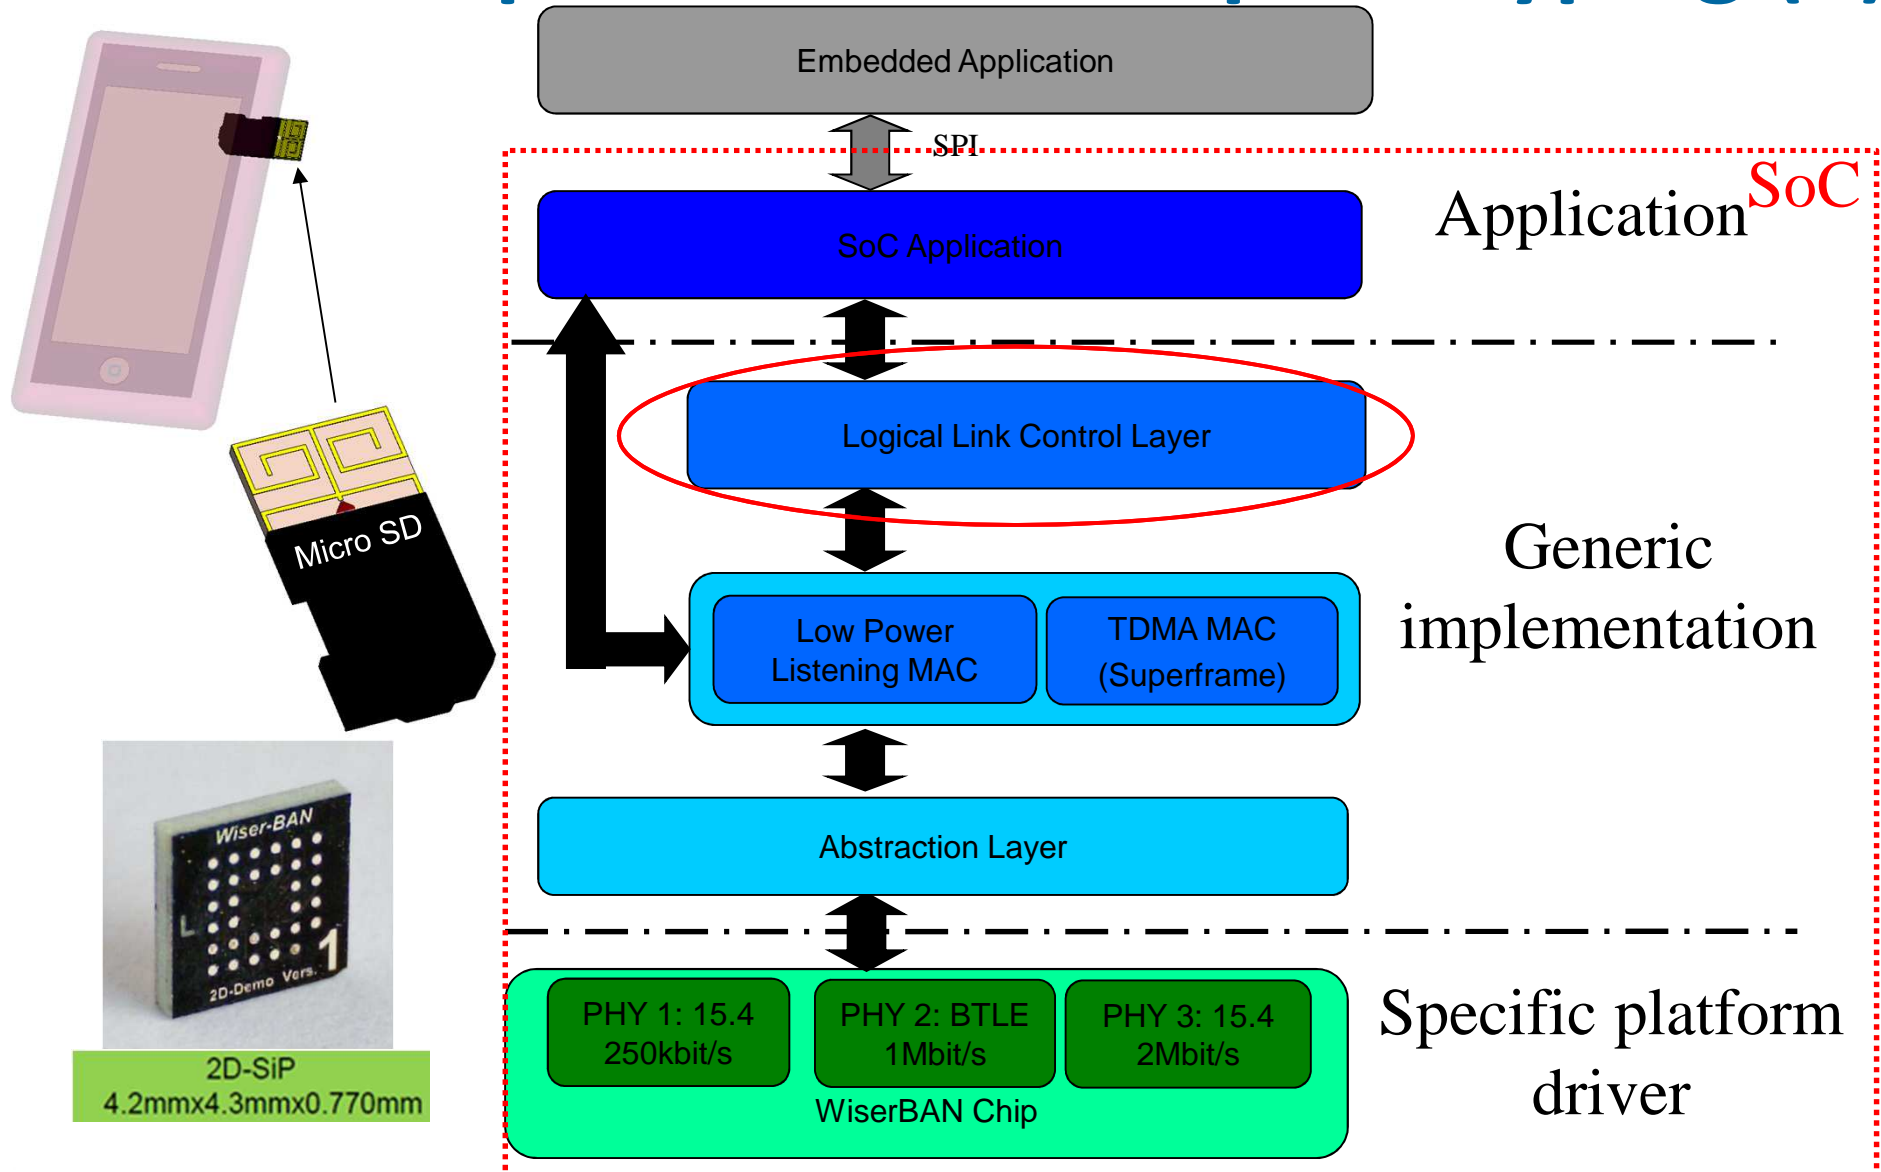 Embedded Application
SPI
SoC
Application
SoC Application
Logical Link Control Layer
Micro SD
Generic
implementation
Low Power
Listening MAC
TDMA MAC
(Superframe)
Abstraction Layer
Wiser-BAN
1
2D-Demo Vers.
2D-SiP
4.2mmx4.3mmx0.770mm
PHY 1: 15.4
250kbit/s
PHY 2: BTLE
1Mbit/s
PHY 3: 15.4
2Mbit/s
WiserBAN Chip
Specific platform
driver